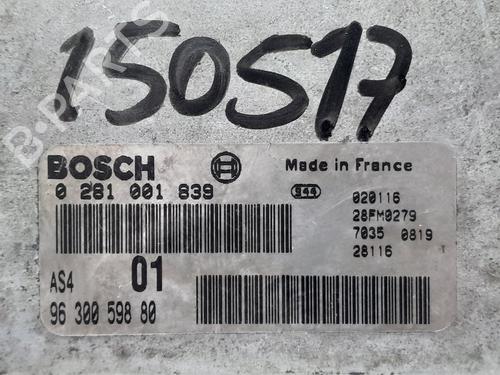 150517
B-PARTS
BOSCH
Made in France
0 281 001 839
944
020116
28FM0279
7035 0819
28116
AS4
01
96 300 598 80